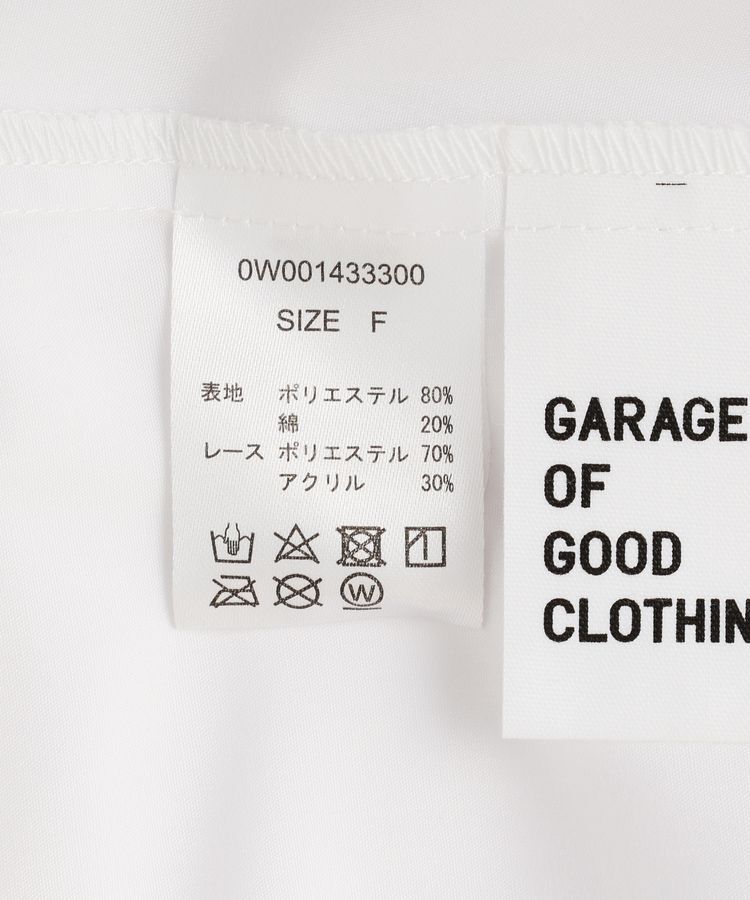 0W001433300
SIZE F
表地 ポリエステル 80%
綿 20%
レース ポリエステル 70%
アクリル 30%
W
GARAGE
OF
GOOD
CLOTHIN